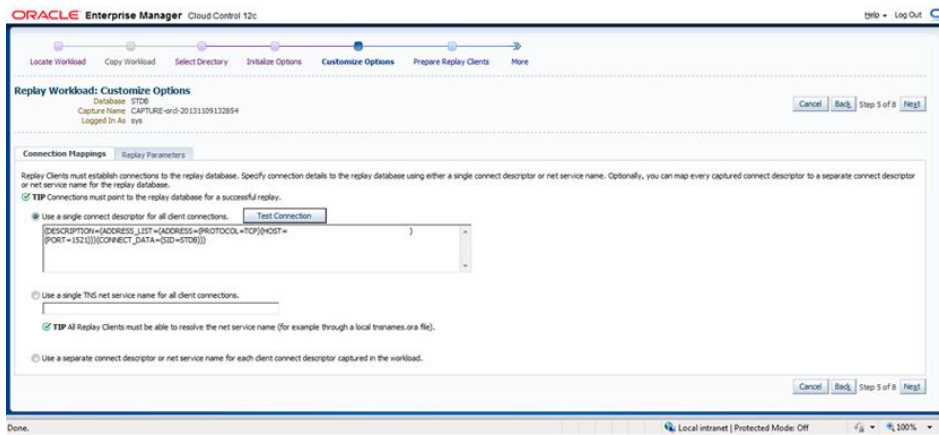 ORACLE Enterprise Manager Cloud Control 12c
Help Log Out
Locate Workload Copy Workload Select Directory Initialize Options Customize Options Prepare Replay Clients More
Replay Workload: Customize Options
Database STDB
Capture Name CAPTURE-orcl-20131109132854
Logged In As sys
Cancel Back Step 5 of 8 Next
Connection Mappings Replay Parameters
Replay Clients must establish connections to the replay database. Specify connection details to the replay database using either a single connect descriptor or net service name. Optionally, you can map every captured connect descriptor to a separate connect descriptor
or net service name for the replay database.
TIP Connections must point to the replay database for a successful replay.
Use a single connect descriptor for all client connections. Test Connection
(DESCRIPTION=(ADDRESS_LIST=(ADDRESS=(PROTOCOL=TCP)(HOST= )
(PORT=1521)))(CONNECT_DATA=(SID=STDB)))
Use a single TNS net service name for all client connections.
TIP All Replay Clients must be able to resolve the net service name (for example through a local tnsnames.ora file).
Use a separate connect descriptor or net service name for each client connect descriptor captured in the workload.
Cancel Back Step 5 of 8 Next
Done. Local intranet | Protected Mode: Off 100%